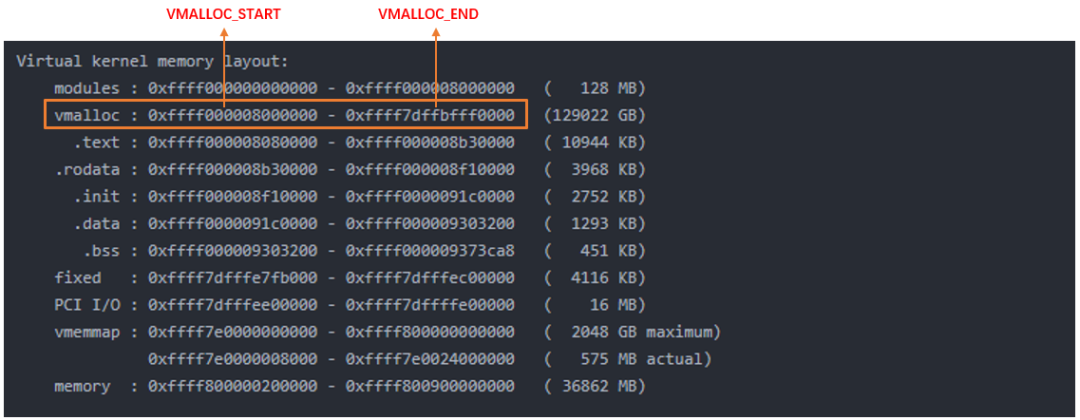 VMALLOC_START VMALLOC_END
Virtual kernel memory layout:
modules : 0xffff000000000000 - 0xffff000008000000 ( 128 MB)
vmalloc : 0xffff000008000000 - 0xffff7dffbfff0000 (129022 GB)
.text : 0xffff000008080000 - 0xffff000008b30000 ( 10944 KB)
.rodata : 0xffff000008b30000 - 0xffff000008f10000 ( 3968 KB)
.init : 0xffff000008f10000 - 0xffff0000091c0000 ( 2752 KB)
.data : 0xffff0000091c0000 - 0xffff000009303200 ( 1293 KB)
.bss : 0xffff000009303200 - 0xffff000009373ca8 ( 451 KB)
fixed : 0xffff7dfffe7fb000 - 0xffff7dfffec00000 ( 4116 KB)
PCI I/O : 0xffff7dfffee00000 - 0xffff7dffffe00000 ( 16 MB)
vmemmap : 0xffff7e0000000000 - 0xffff800000000000 ( 2048 GB maximum)
0xffff7e0000008000 - 0xffff7e0024000000 ( 575 MB actual)
memory : 0xffff800000200000 - 0xffff800900000000 ( 36862 MB)